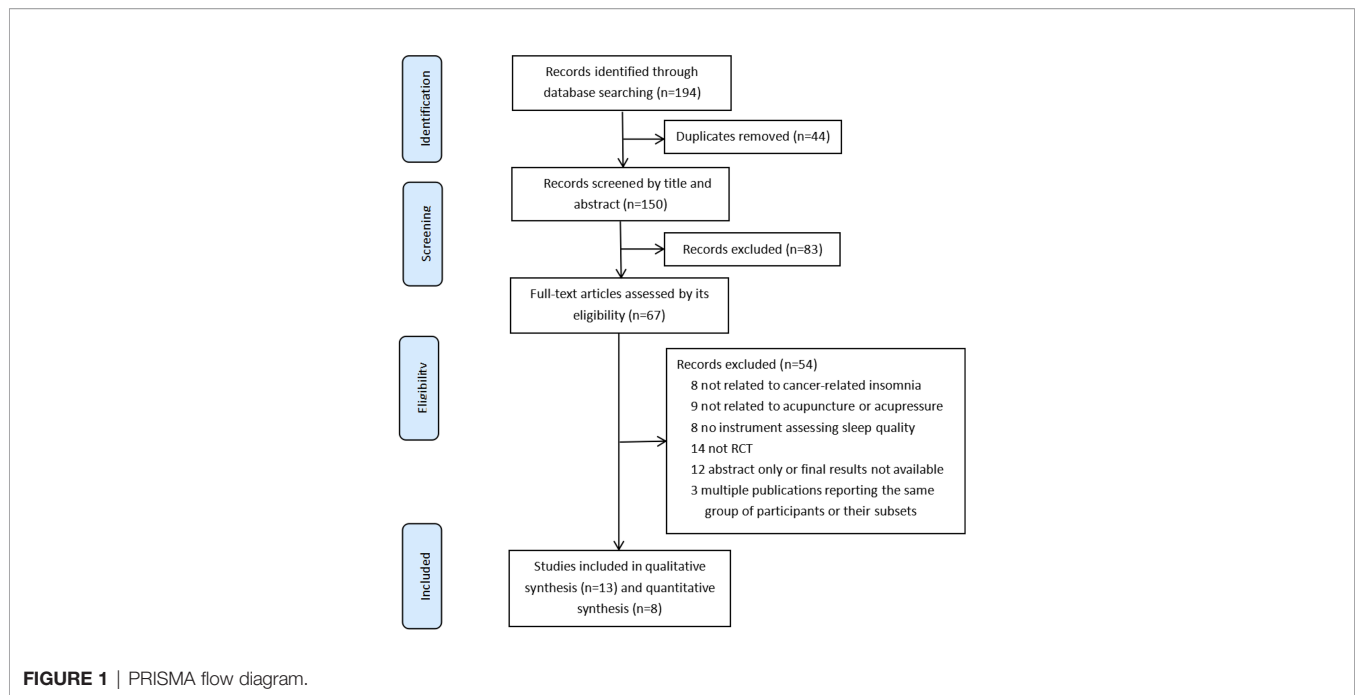 Identification
Records identified through
database searching (n=194)
Duplicates removed (n=44)
Screening
Records screened by title and
abstract (n=150)
Records excluded (n=83)
Full-text articles assessed by its
eligibility (n=67)
Eligibility
Records excluded (n=54)
8 not related to cancer-related insomnia
9 not related to acupuncture or acupressure
8 no instrument assessing sleep quality
14 not RCT
12 abstract only or final results not available
3 multiple publications reporting the same
group of participants or their subsets
Included
Studies included in qualitative
synthesis (n=13) and quantitative
synthesis (n=8)
FIGURE 1 | PRISMA flow diagram.